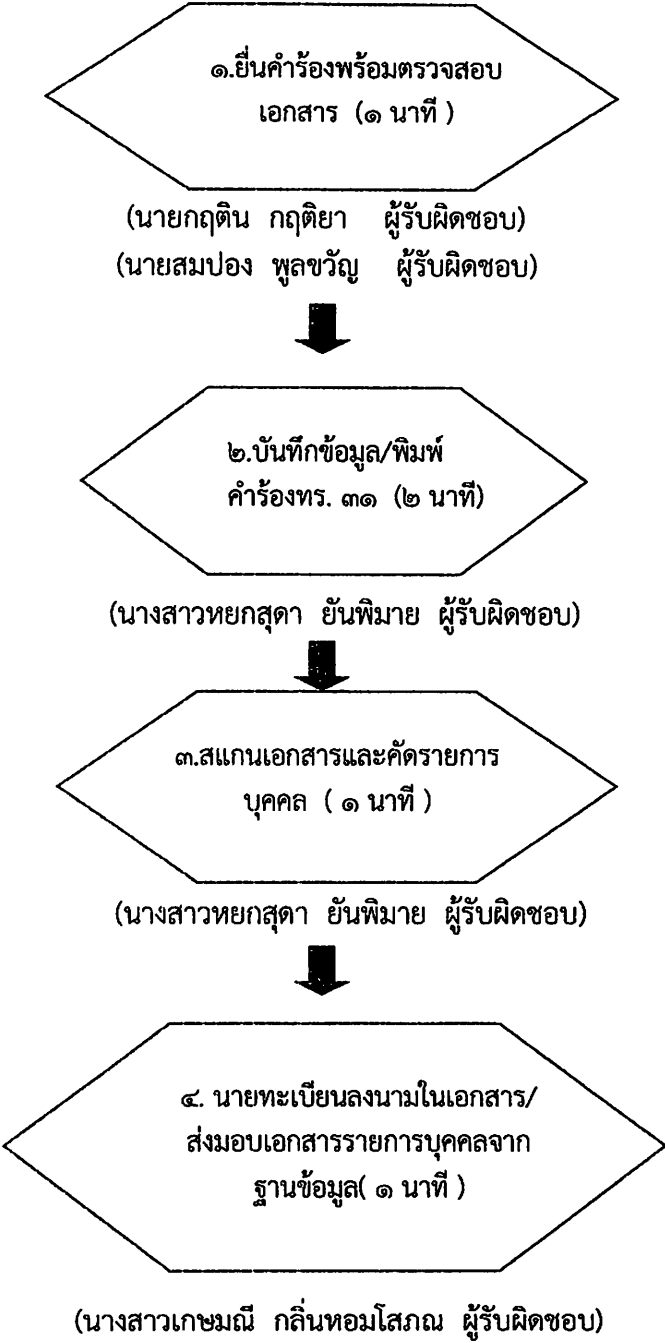 ๑.ยื่นคำร้องพร้อมตรวจสอบ
เอกสาร (๑ นาที )
(นายกฤติน กฤติยา ผู้รับผิดชอบ)
(นายสมปอง พูลขวัญ ผู้รับผิดชอบ)
๒.บันทึกข้อมูล/พิมพ์
คำร้องทร. ๓๑ (๒ นาที)
(นางสาวหยกสุดา ยันพิมาย ผู้รับผิดชอบ)
๓.สแกนเอกสารและคัดรายการ
บุคคล ( ๑ นาที )
(นางสาวหยกสุดา ยันพิมาย ผู้รับผิดชอบ)
๔. นายทะเบียนลงนามในเอกสาร/
ส่งมอบเอกสารรายการบุคคลจาก
ฐานข้อมูล( ๑ นาที )
(นางสาวเกษมณี กลิ่นหอมโสภณ ผู้รับผิดชอบ)